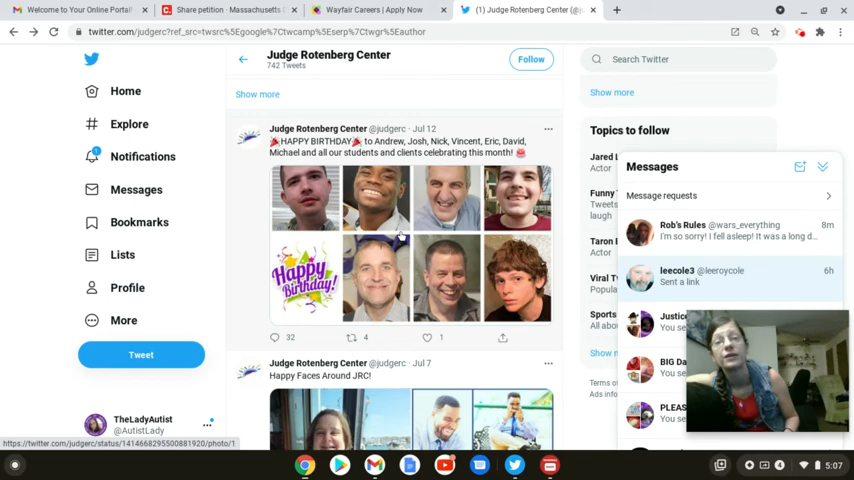 Welcome to Your Online Portal
Share petition · Massachusetts D
Wayfair Careers | Apply Now
(1) Judge Rotenberg Center (@ju
twitter.com/judgerc?ref_src=twsrc%5Egoogle%7Ctwcamp%5Eserp%7Ctwgr%5Eauthor
Home
Explore
1
Notifications
Messages
Bookmarks
Lists
Profile
More
Tweet
TheLadyAutist
@AutistLady
https://twitter.com/judgerc/status/1414668295500881920/photo/1
Judge Rotenberg Center
742 Tweets
Follow
Show more
Judge Rotenberg Center @judgerc · Jul 12
🎉HAPPY BIRTHDAY🎉 to Andrew, Josh, Nick, Vincent, Eric, David,
Michael and all our students and clients celebrating this month! 🎂
Happy
Birthday!
32
4
1
Judge Rotenberg Center @judgerc · Jul 7
Happy Faces Around JRC!
Search Twitter
Show more
Topics to follow
Jared L
Actor
Funny
Tweets
laugh
Taron E
Actor
Viral T
Popula
Sports
All abou
Show m
Terms of
Ads info
Messages
Message requests
Rob's Rules @wars_everything 8m
I'm so sorry! I fell asleep! It was a long d...
leecole3 @leeroycole 6h
Sent a link
Justice
You se
BIG Da
You se
PLEAS
You se
4
5:07